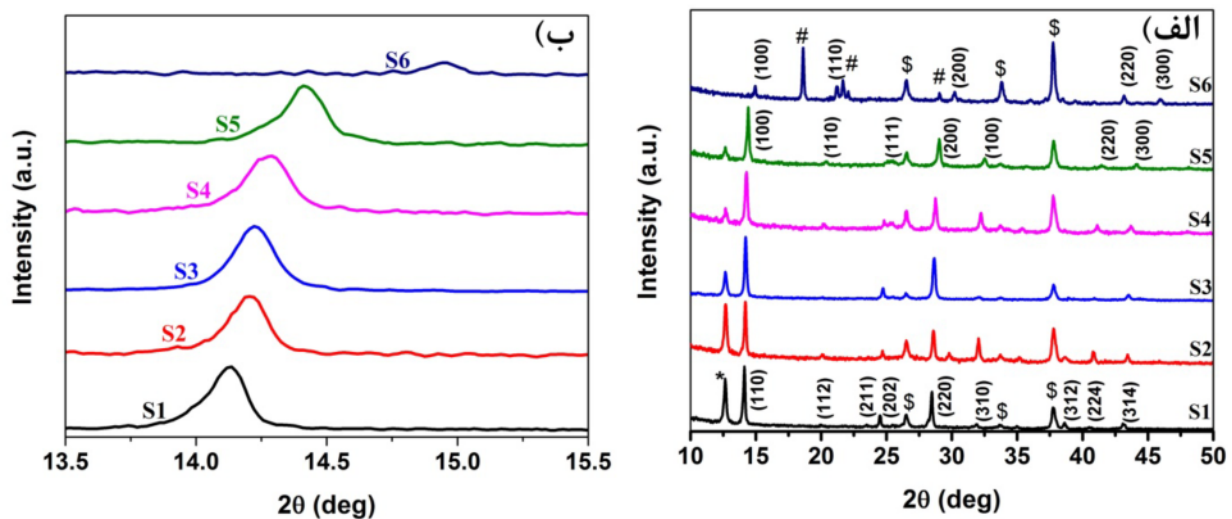 ب)
S6
S5
S4
S3
S2
S1
Intensity (a.u.)
13.5 14.0 14.5 15.0 15.5
2θ (deg)
الف)
# $
(100) (110) # $ # (200) $ (220) (300)
S6
(100) (110) (111) (200) (100) (220) (300)
S5
S4
S3
S2
* (110) (112) (211) (202) $ (220) (310) $ $ (312) (224) (314)
S1
Intensity (a.u.)
10 15 20 25 30 35 40 45 50
2θ (deg)